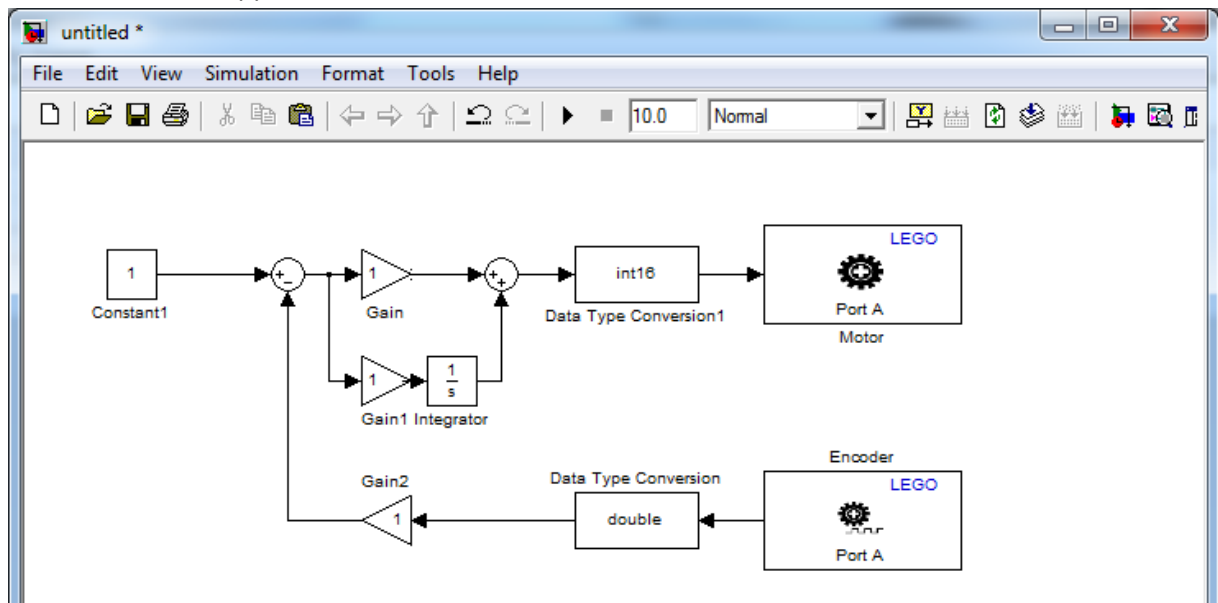 untitled *
File Edit View Simulation Format Tools Help
10.0 Normal
LEGO
1 + − 1 + + int16
Port A
Constant1 Gain Data Type Conversion1
Motor
1 1
s
Gain1 Integrator
Encoder
Gain2 Data Type Conversion
LEGO
1 double
Port A